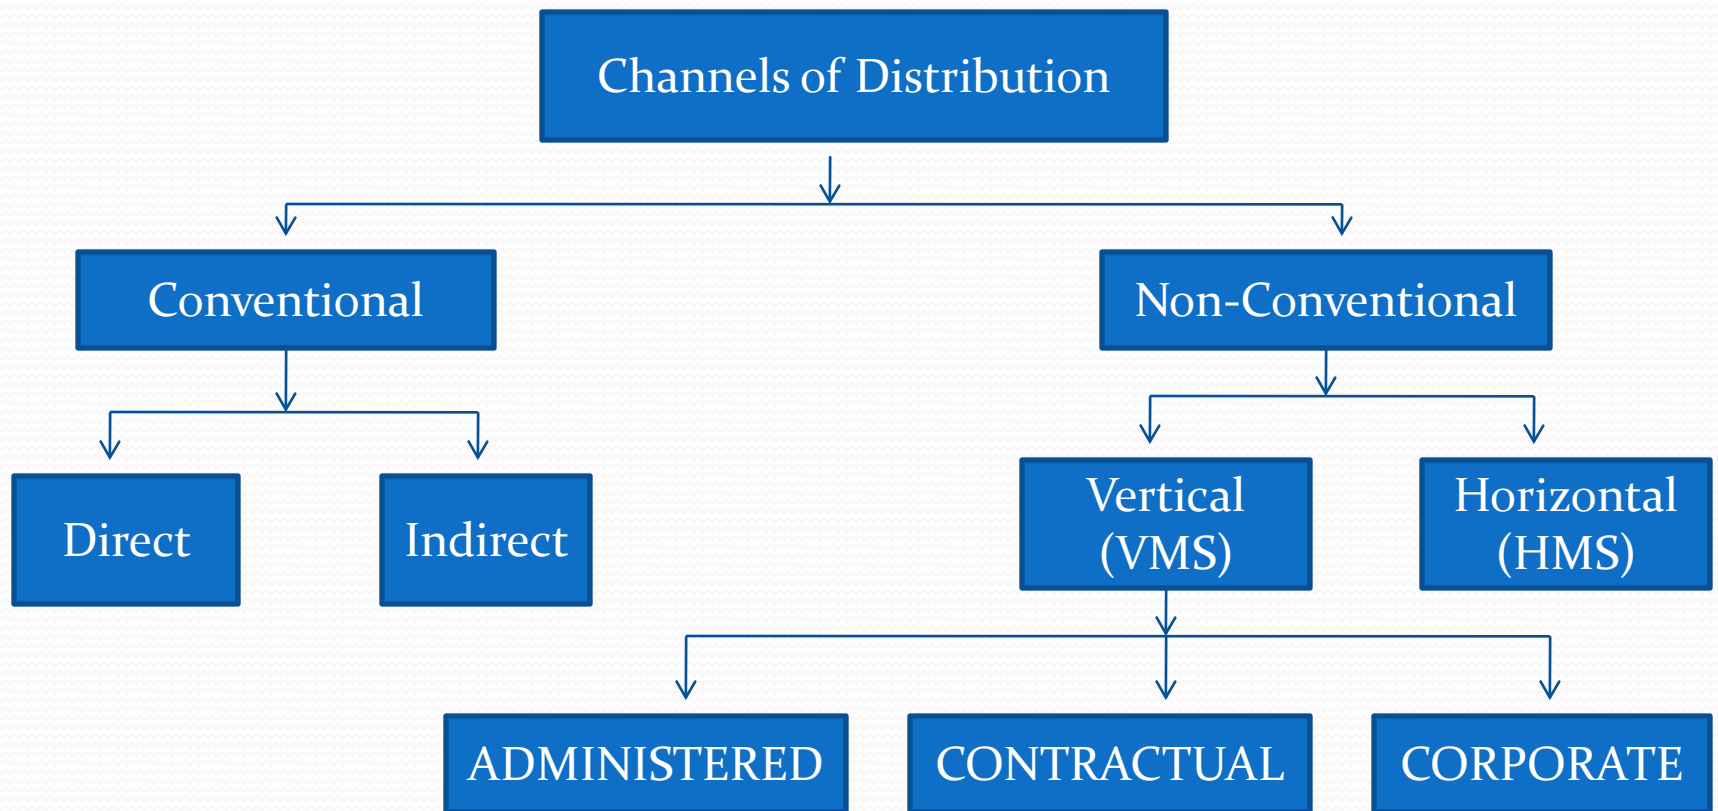 Channels of Distribution
Conventional
Non-Conventional
Direct
Indirect
Vertical
(VMS)
Horizontal
(HMS)
ADMINISTERED
CONTRACTUAL
CORPORATE